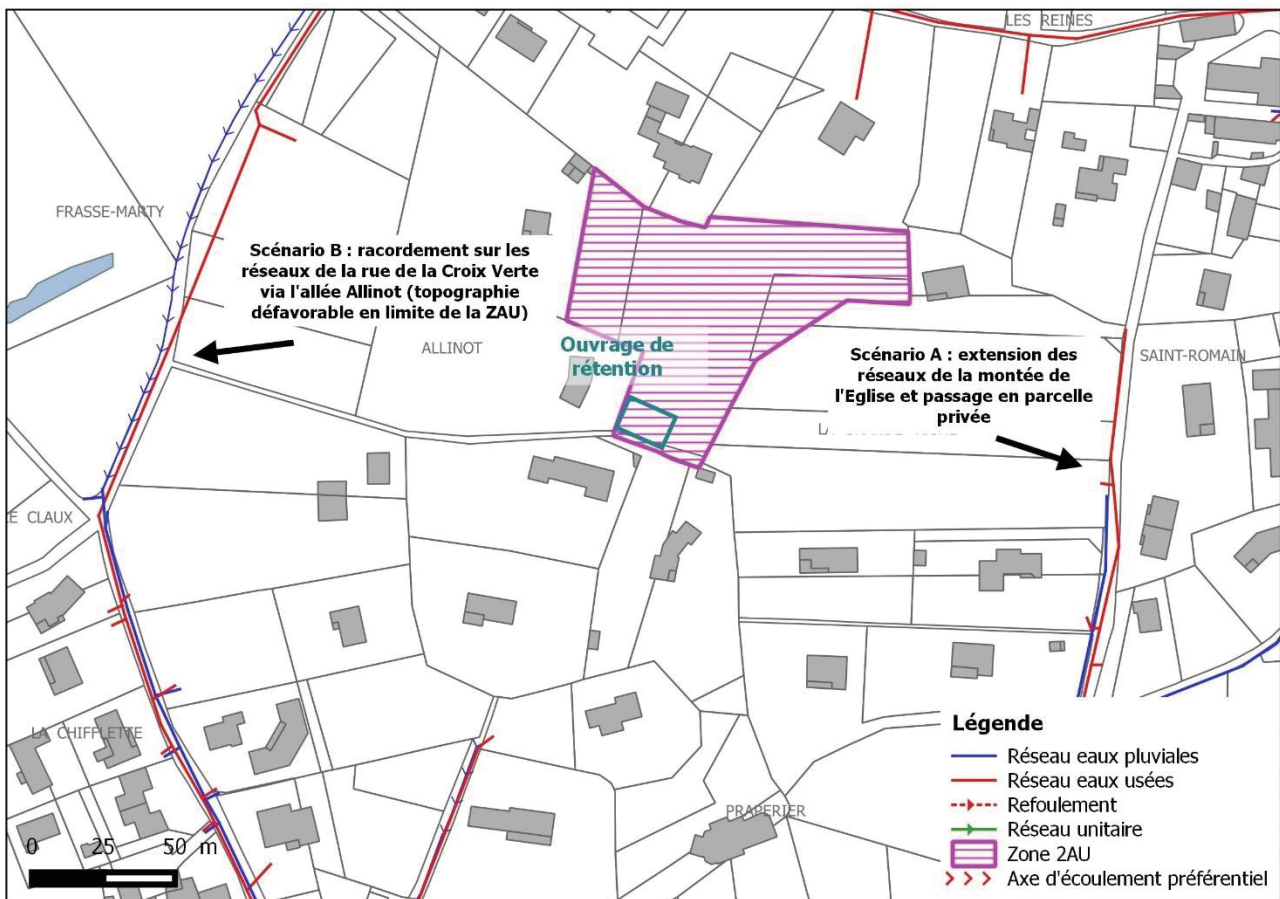 LES REINES
FRASSE-MARTY
Scénario B : racordement sur les
réseaux de la rue de la Croix Verte
via l'allée Allinot (topographie
défavorable en limite de la ZAU)
ALLINOT
Ouvrage de
rétention
Scénario A : extension des
réseaux de la montée de
l'Eglise et passage en parcelle
privée
SAINT-ROMAIN
E CLAUX
LA CHIFFLETTE
PRAPERIER
0 25 50 m
Légende
Réseau eaux pluviales
Réseau eaux usées
Refoulement
Réseau unitaire
Zone 2AU
Axe d'écoulement préférentiel